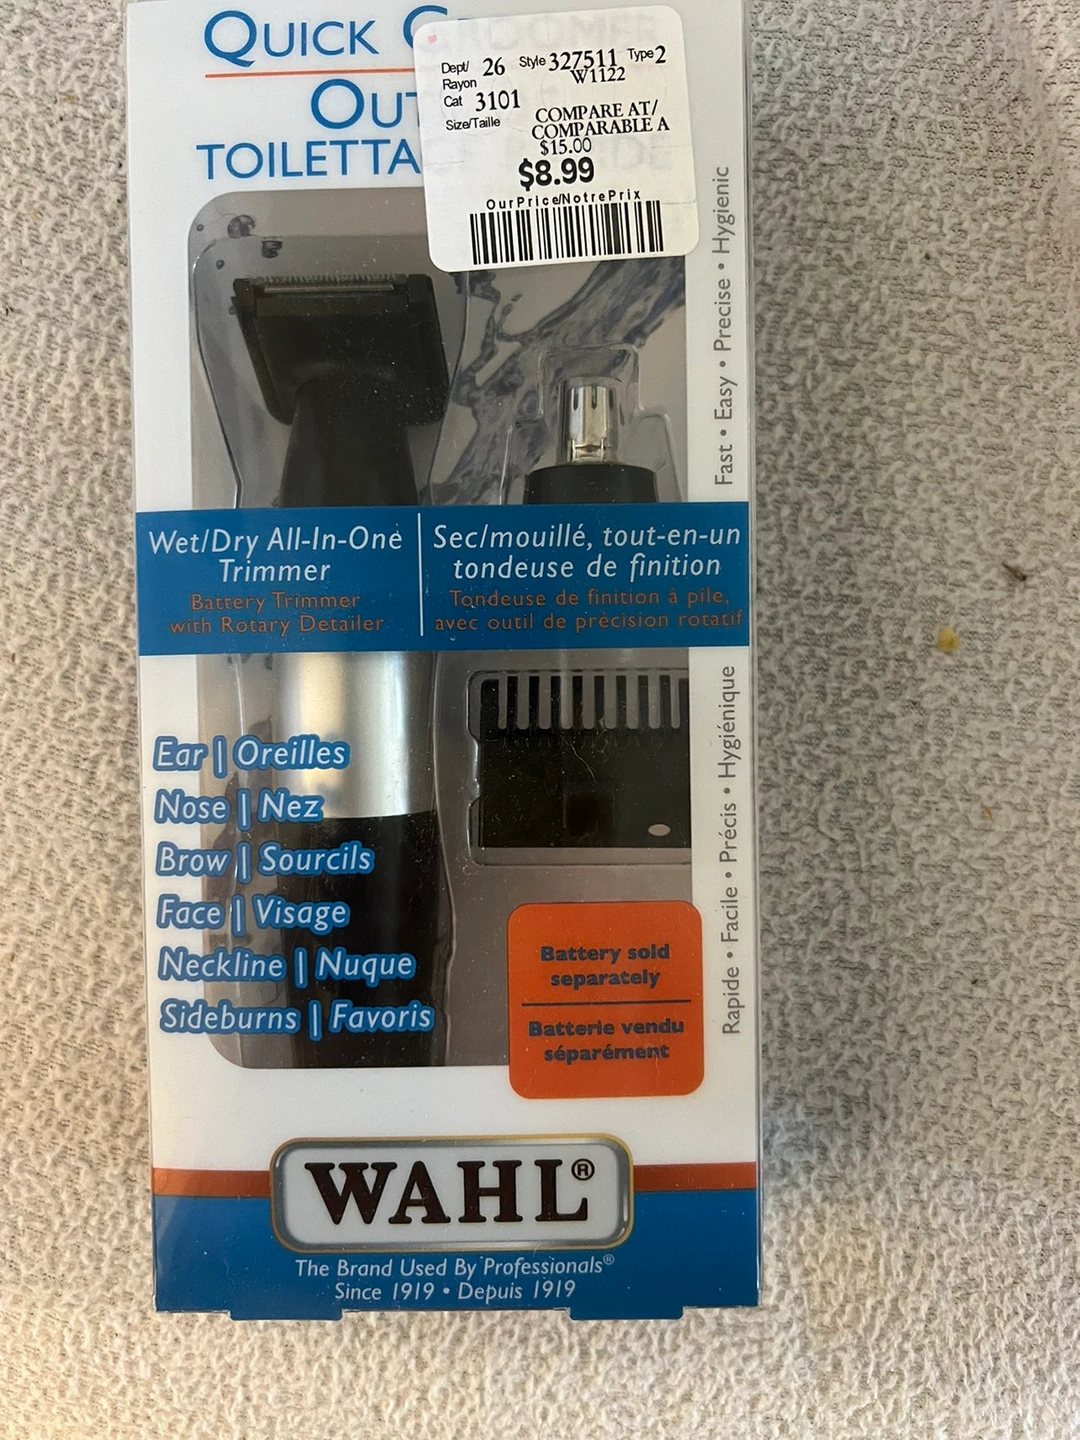 QUICK
OUT
TOILETTA
Dept/ 26 Style 327511 Type 2
Rayon W1122
Cat 3101
Size/Taille COMPARE AT/
COMPARABLE A
$15.00
$8.99
OurPrice/NotrePrix
Fast • Easy • Precise • Hygienic
Wet/Dry All-In-One
Trimmer
Battery Trimmer
with Rotary Detailer
Sec/mouillé, tout-en-un
tondeuse de finition
Tondeuse de finition à pile,
avec outil de précision rotatif
Rapide • Facile • Précis • Hygiénique
Ear | Oreilles
Nose | Nez
Brow | Sourcils
Face | Visage
Neckline | Nuque
Sideburns | Favoris
Battery sold
separately
Batterie vendu
séparément
WAHL®
The Brand Used By Professionals®
Since 1919 • Depuis 1919